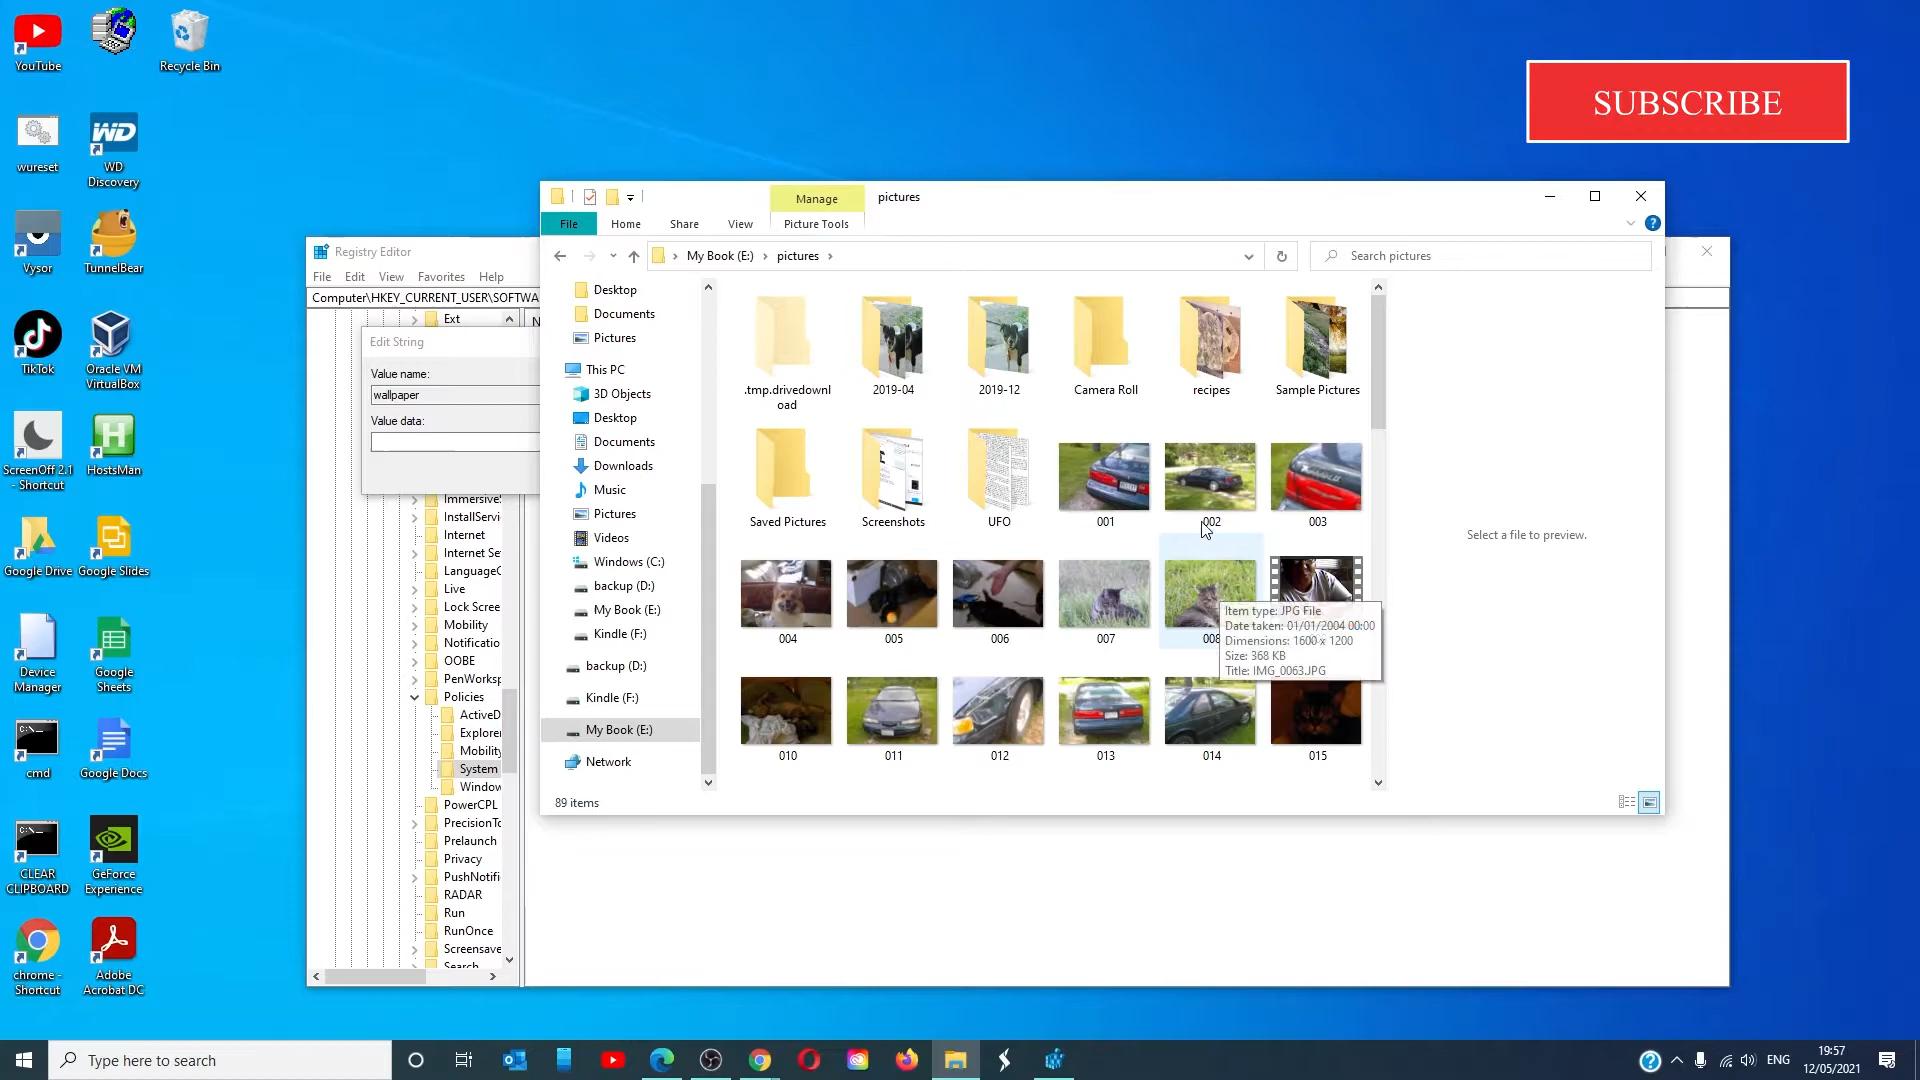 YouTube
Recycle Bin
SUBSCRIBE
wureset
WD
WD
Discovery
Vysor
TunnelBear
TikTok
Oracle VM
VirtualBox
ScreenOff 2.1
- Shortcut
HostsMan
Google Drive
Google Slides
Device
Manager
Google
Sheets
cmd
Google Docs
CLEAR
CLIPBOARD
GeForce
Experience
chrome -
Shortcut
Adobe
Acrobat DC
Registry Editor
File Edit View Favorites Help
Computer\HKEY_CURRENT_USER\SOFTWA
Ext
N
Edit String
Value name:
wallpaper
Value data:
Immersive
InstallServi
Internet
Internet Se
LanguageC
Live
Lock Scree
Mobility
Notificatio
OOBE
PenWorksp
Policies
ActiveD
Explorer
Mobility
System
Window
PowerCPL
PrecisionTo
Prelaunch
Privacy
PushNotifi
RADAR
Run
RunOnce
Screensave
Search
Manage
pictures
File Home Share View Picture Tools
My Book (E:) pictures
Search pictures
Desktop
Documents
Pictures
This PC
3D Objects
Desktop
Documents
Downloads
Music
Pictures
Videos
Windows (C:)
backup (D:)
My Book (E:)
Kindle (F:)
backup (D:)
Kindle (F:)
My Book (E:)
Network
.tmp.drivedownl
oad
2019-04
2019-12
Camera Roll
recipes
Sample Pictures
Saved Pictures
Screenshots
UFO
001
002
003
004
005
006
007
008
Item type: JPG File
Date taken: 01/01/2004 00:00
Dimensions: 1600 x 1200
Size: 368 KB
Title: IMG_0063.JPG
010
011
012
013
014
015
Select a file to preview.
89 items
Type here to search
ENG
19:57
12/05/2021